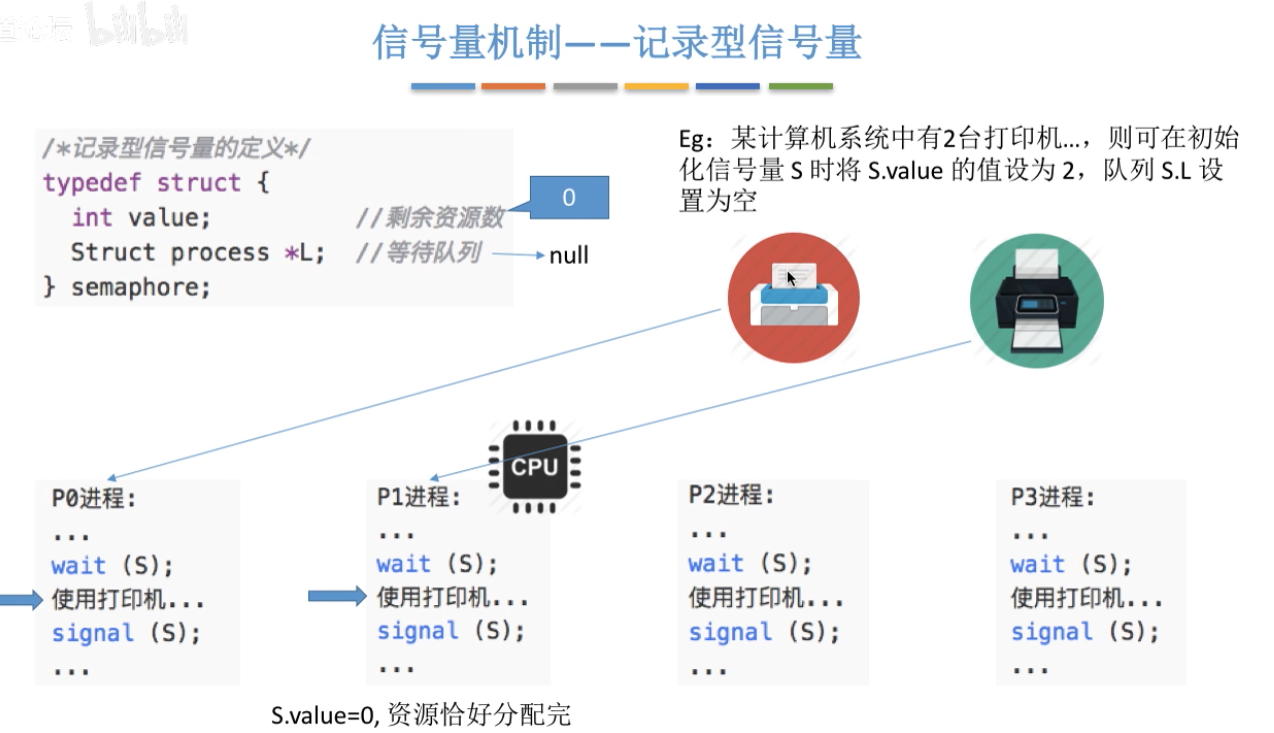 bilibili
信号量机制——记录型信号量
/*记录型信号量的定义*/
typedef struct {
int value; //剩余资源数
Struct process *L; //等待队列
} semaphore;
0
null
Eg：某计算机系统中有2台打印机…，则可在初始
化信号量 S 时将 S.value 的值设为 2，队列 S.L 设
置为空
CPU
P0进程:
...
wait (S);
使用打印机...
signal (S);
...
P1进程:
...
wait (S);
使用打印机...
signal (S);
...
P2进程:
...
wait (S);
使用打印机...
signal (S);
...
P3进程:
...
wait (S);
使用打印机...
signal (S);
...
S.value=0, 资源恰好分配完